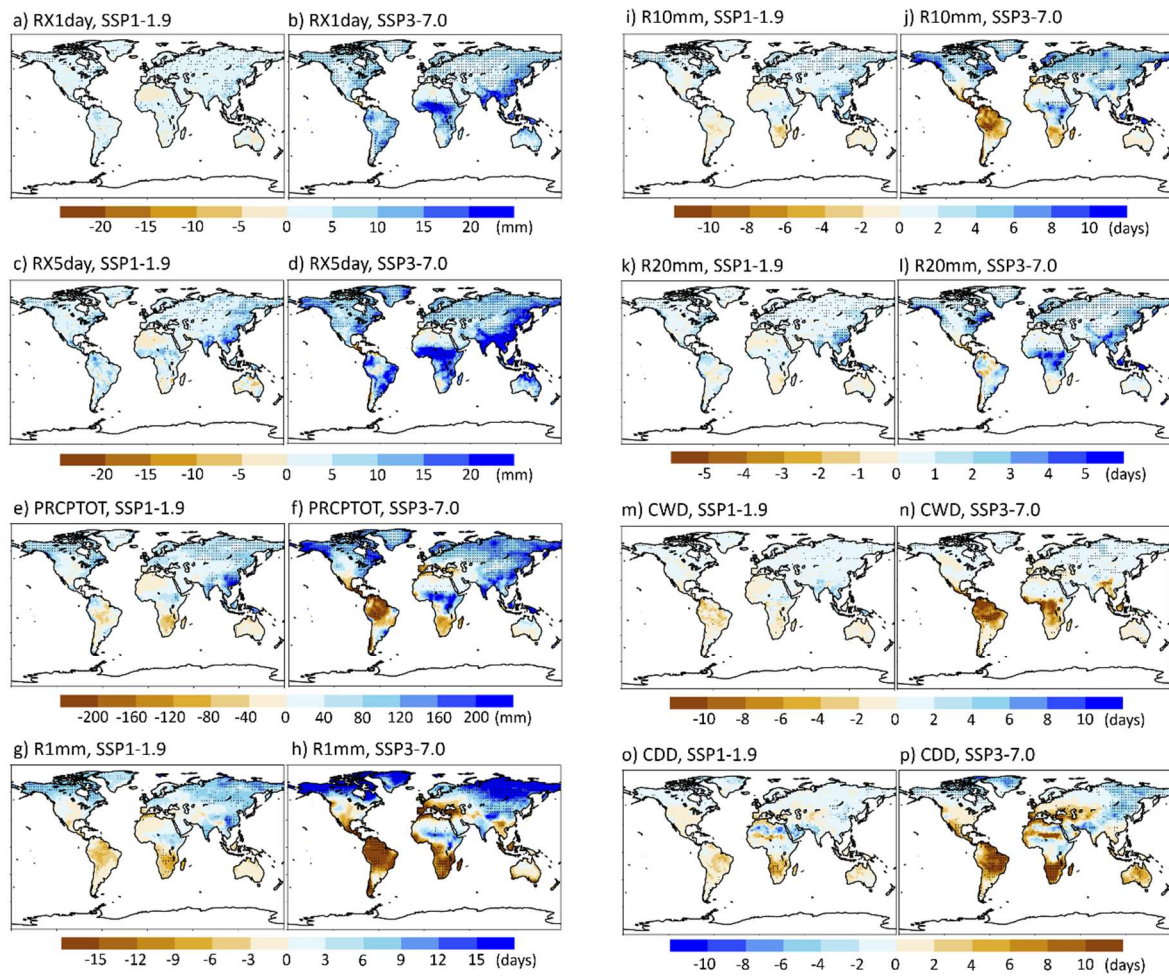 a) RX1day, SSP1-1.9
b) RX1day, SSP3-7.0
-20 -15 -10 -5 0 5 10 15 20 (mm)
c) RX5day, SSP1-1.9
d) RX5day, SSP3-7.0
-20 -15 -10 -5 0 5 10 15 20 (mm)
e) PRCPTOT, SSP1-1.9
f) PRCPTOT, SSP3-7.0
-200 -160 -120 -80 -40 0 40 80 120 160 200 (mm)
g) R1mm, SSP1-1.9
h) R1mm, SSP3-7.0
-15 -12 -9 -6 -3 0 3 6 9 12 15 (days)
i) R10mm, SSP1-1.9
j) R10mm, SSP3-7.0
-10 -8 -6 -4 -2 0 2 4 6 8 10 (days)
k) R20mm, SSP1-1.9
l) R20mm, SSP3-7.0
-5 -4 -3 -2 -1 0 1 2 3 4 5 (days)
m) CWD, SSP1-1.9
n) CWD, SSP3-7.0
-10 -8 -6 -4 -2 0 2 4 6 8 10 (days)
o) CDD, SSP1-1.9
p) CDD, SSP3-7.0
-10 -8 -6 -4 -2 0 2 4 6 8 10 (days)